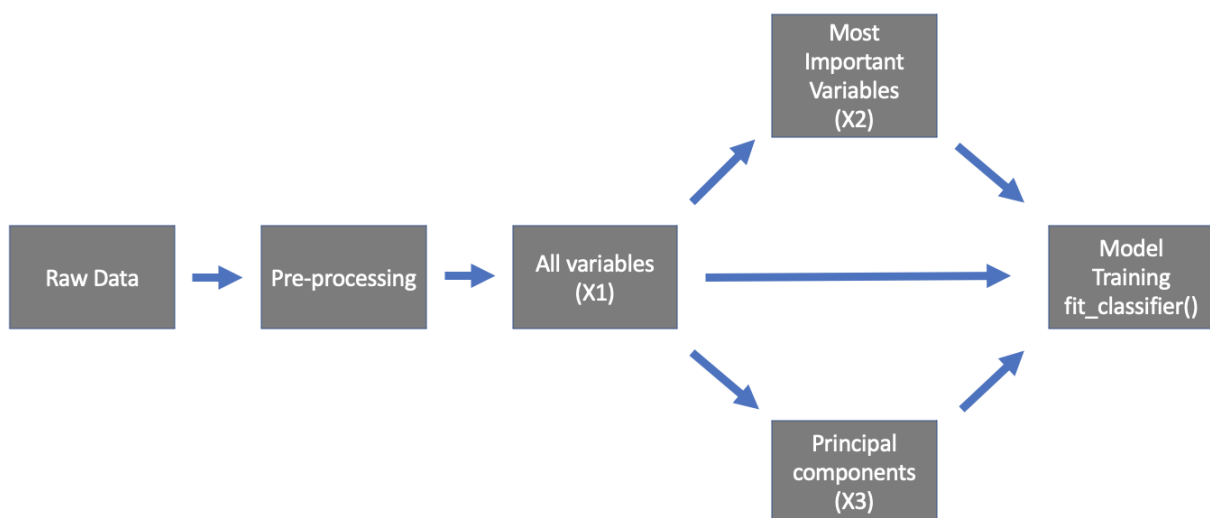 Most
Important
Variables
(X2)
Raw Data
Pre-processing
All variables
(X1)
Model
Training
fit_classifier()
Principal
components
(X3)